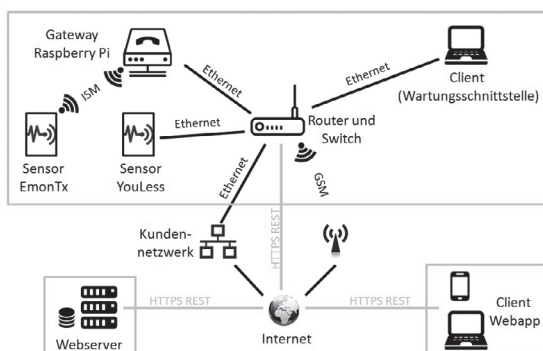 Gateway
Raspberry Pi
ISM
Ethernet
Ethernet
Client
(Wartungsschnittstelle)
Ethernet
Router und
Switch
Sensor
EmonTx
Sensor
YouLess
Ethernet
GSM
Kunden-
netzwerk
HTTPS REST
HTTPS REST
HTTPS REST
Internet
Webserver
Client
Webapp